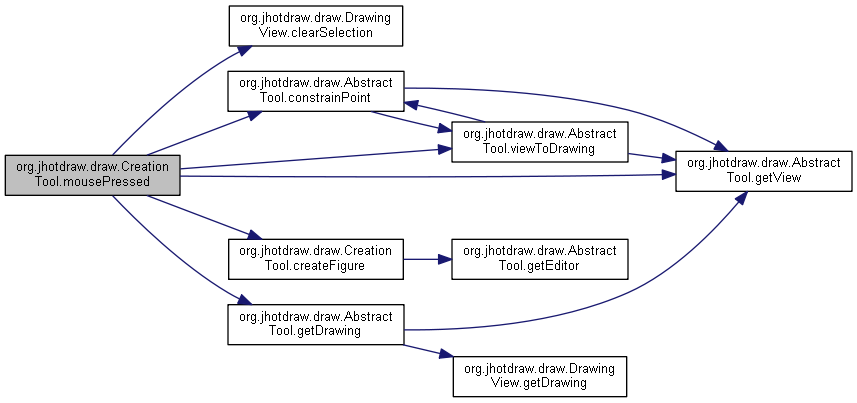 org.jhotdraw.draw.Drawing
View.clearSelection
org.jhotdraw.draw.Abstract
Tool.constrainPoint
org.jhotdraw.draw.Abstract
Tool.viewToDrawing
org.jhotdraw.draw.Creation
Tool.mousePressed
org.jhotdraw.draw.Abstract
Tool.getView
org.jhotdraw.draw.Creation
Tool.createFigure
org.jhotdraw.draw.Abstract
Tool.getEditor
org.jhotdraw.draw.Abstract
Tool.getDrawing
org.jhotdraw.draw.Drawing
View.getDrawing